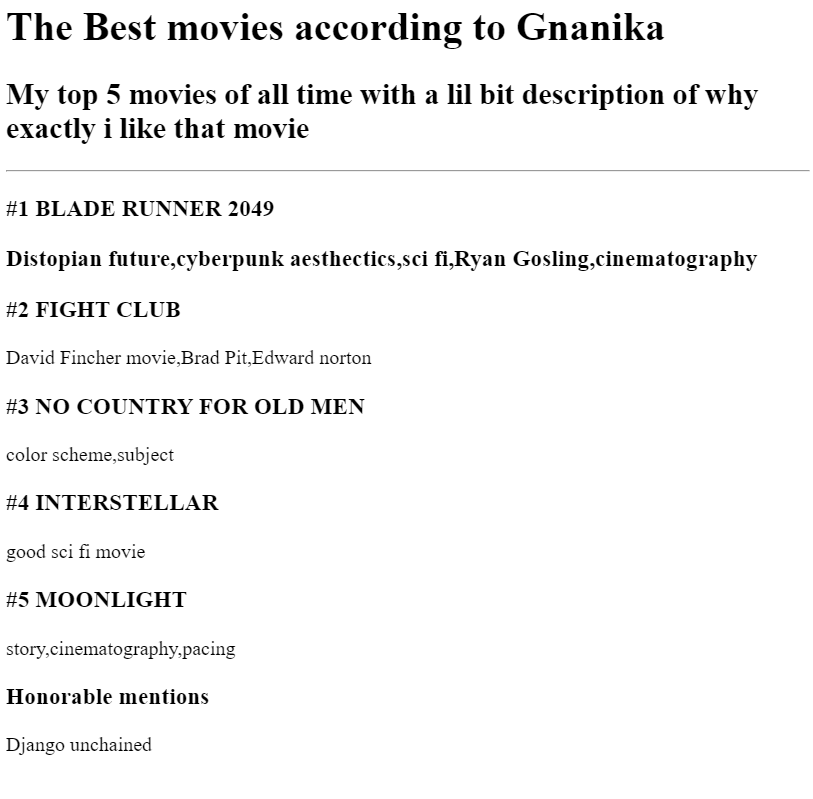 The Best movies according to Gnanika
My top 5 movies of all time with a lil bit description of why
exactly i like that movie
#1 BLADE RUNNER 2049
Distopian future,cyberpunk aesthectics,sci fi,Ryan Gosling,cinematography
#2 FIGHT CLUB
David Fincher movie,Brad Pit,Edward norton
#3 NO COUNTRY FOR OLD MEN
color scheme,subject
#4 INTERSTELLAR
good sci fi movie
#5 MOONLIGHT
story,cinematography,pacing
Honorable mentions
Django unchained